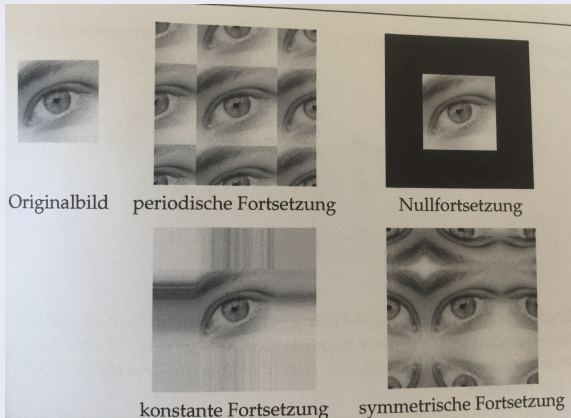 Originalbild
periodische Fortsetzung
Nullfortsetzung
konstante Fortsetzung
symmetrische Fortsetzung